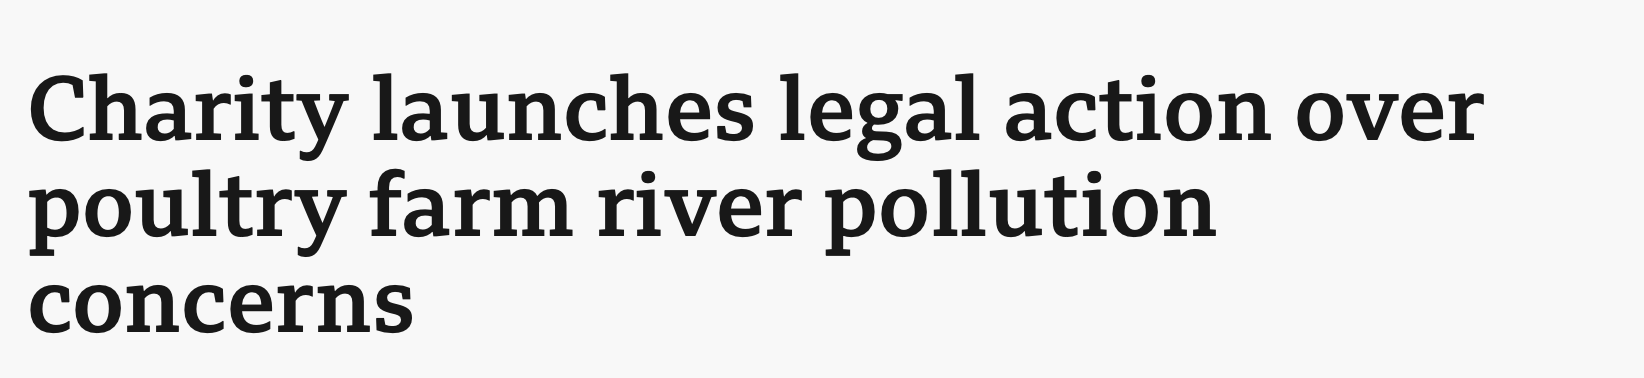 Charity launches legal action over
poultry farm river pollution
concerns